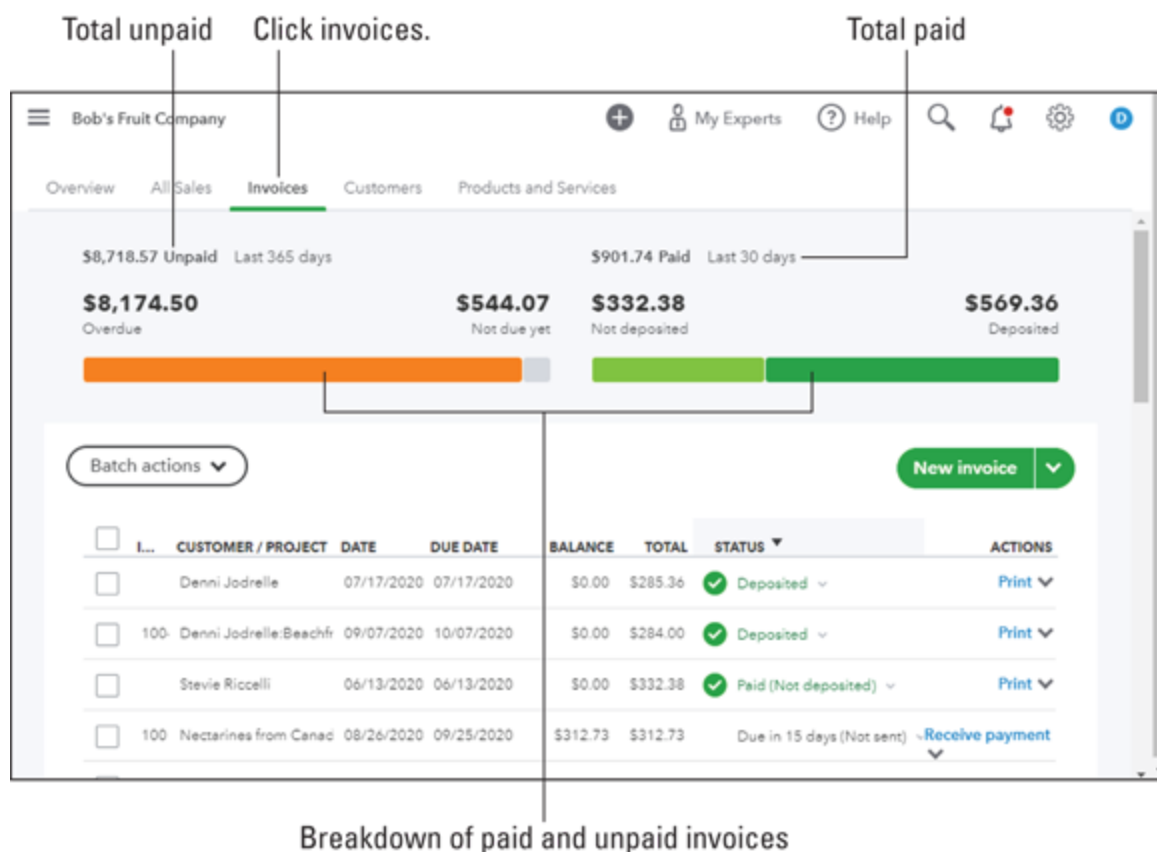 Total unpaid Click invoices. Total paid
Bob's Fruit Company My Experts ? Help D
Overview All Sales Invoices Customers Products and Services
$8,718.57 Unpaid Last 365 days $901.74 Paid Last 30 days
$8,174.50 $544.07 $332.38 $569.36
Overdue Not due yet Not deposited Deposited
Batch actions New invoice
I... CUSTOMER / PROJECT DATE DUE DATE BALANCE TOTAL STATUS ACTIONS
Denni Jodrelle 07/17/2020 07/17/2020 $0.00 $285.36 Deposited Print
100- Denni Jodrelle:Beachfr 09/07/2020 10/07/2020 $0.00 $284.00 Deposited Print
Stevie Riccelli 06/13/2020 06/13/2020 $0.00 $332.38 Paid (Not deposited) Print
100 Nectarines from Canad 08/26/2020 09/25/2020 $312.73 $312.73 Due in 15 days (Not sent) Receive payment
Breakdown of paid and unpaid invoices